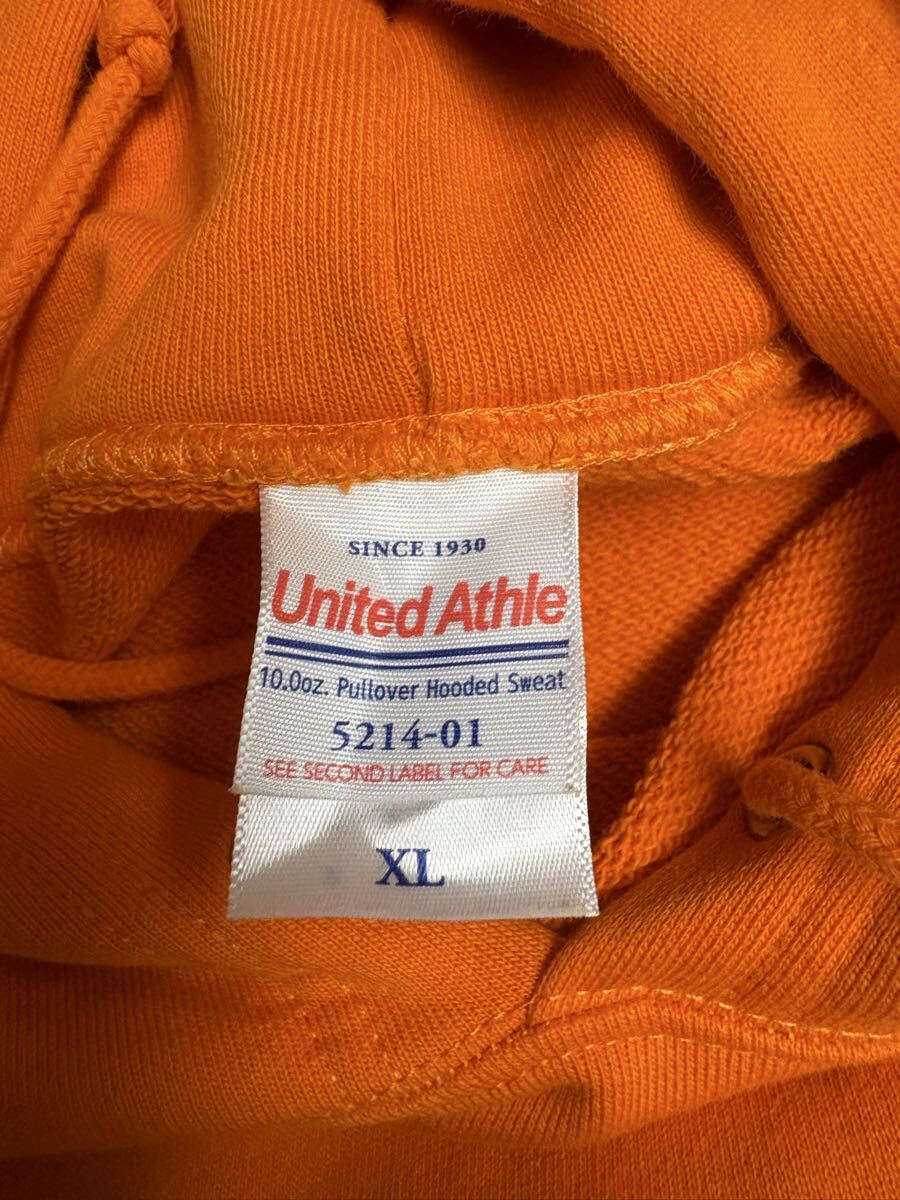 SINCE 1930
United Athle
10.0oz. Pullover Hooded Sweat
5214-01
SEE SECOND LABEL FOR CARE
XL